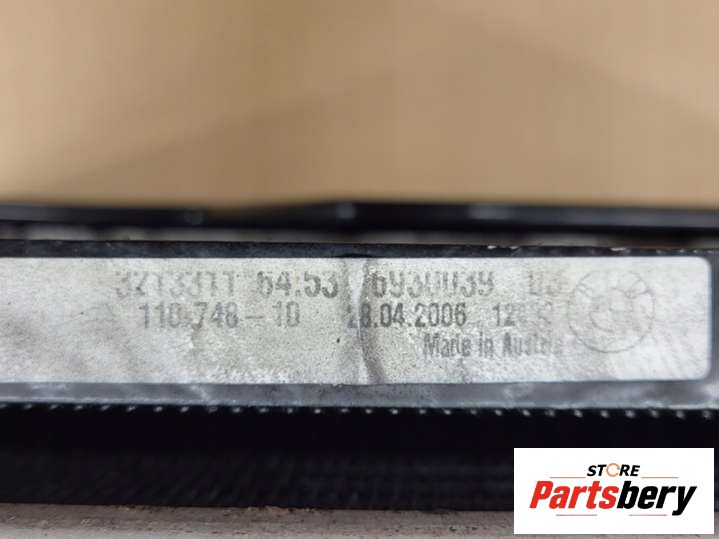 3213311 64.53 6930039 03
110-748-10 28.04.2006
Made in Austria
STORE
Partsbery